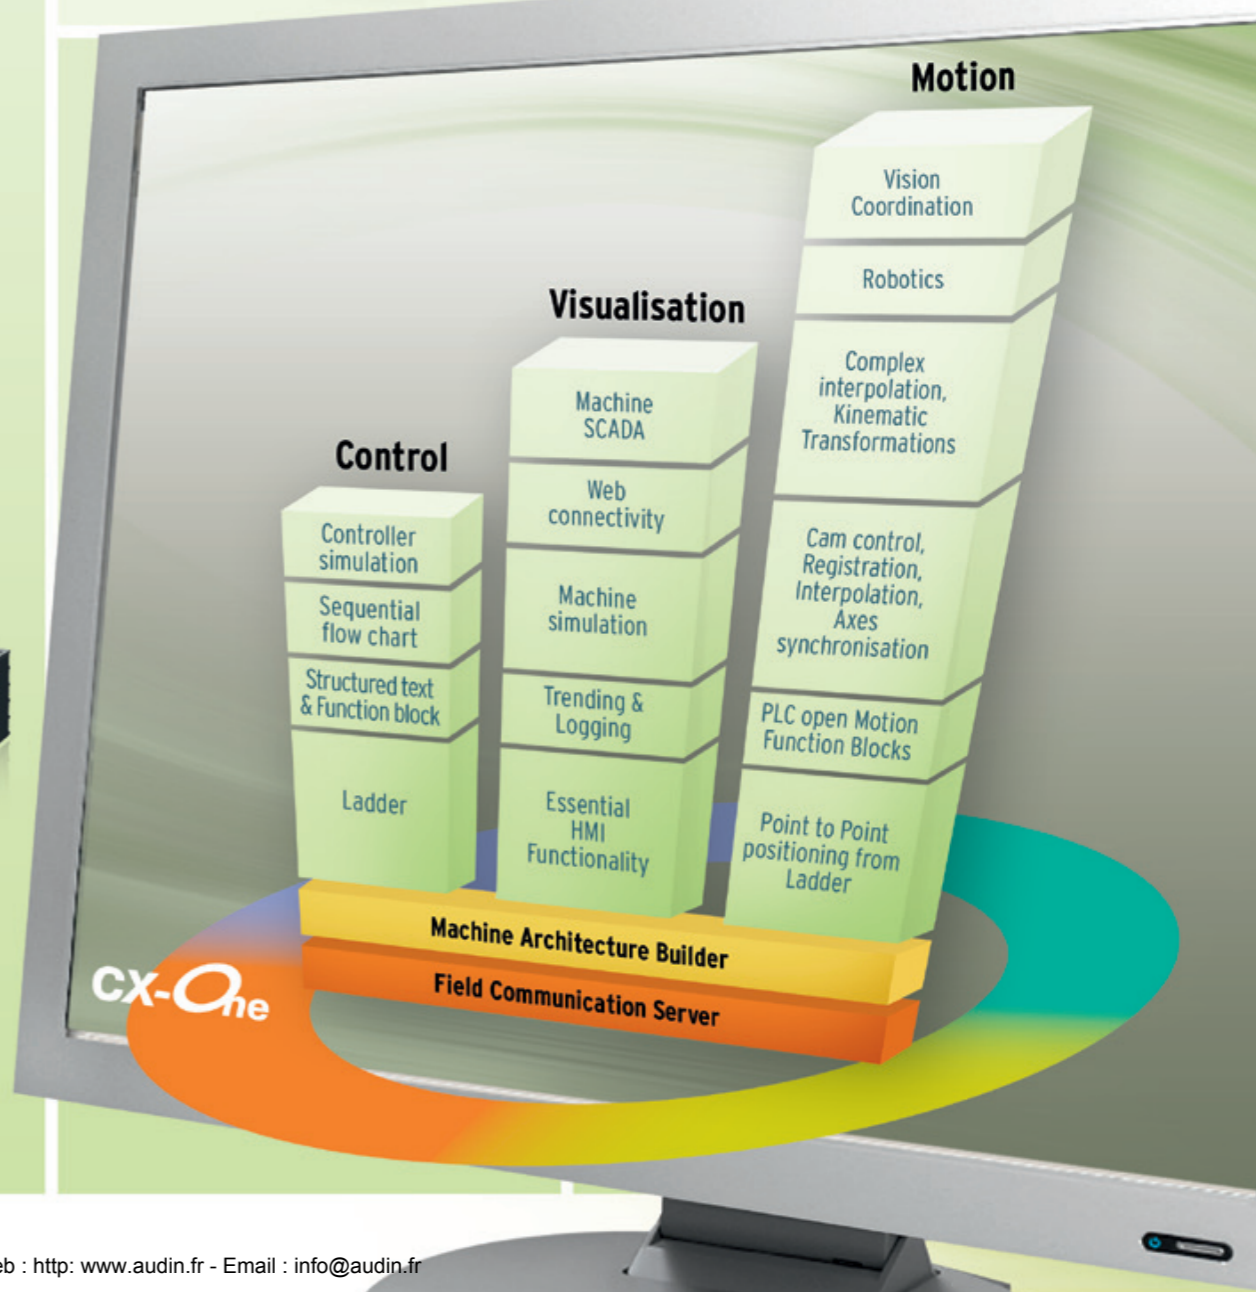 Motion
Vision
Coordination
Robotics
Complex
interpolation,
Kinematic
Transformations
Cam control,
Registration,
Interpolation,
Axes
synchronisation
PLC open Motion
Function Blocks
Point to Point
positioning from
Ladder
Visualisation
Machine
SCADA
Web
connectivity
Machine
simulation
Trending &
Logging
Essential
HMI
Functionality
Control
Controller
simulation
Sequential
flow chart
Structured text
& Function block
Ladder
Machine Architecture Builder
Field Communication Server
CX-One
: http: www.audin.fr - Email : info@audin.fr